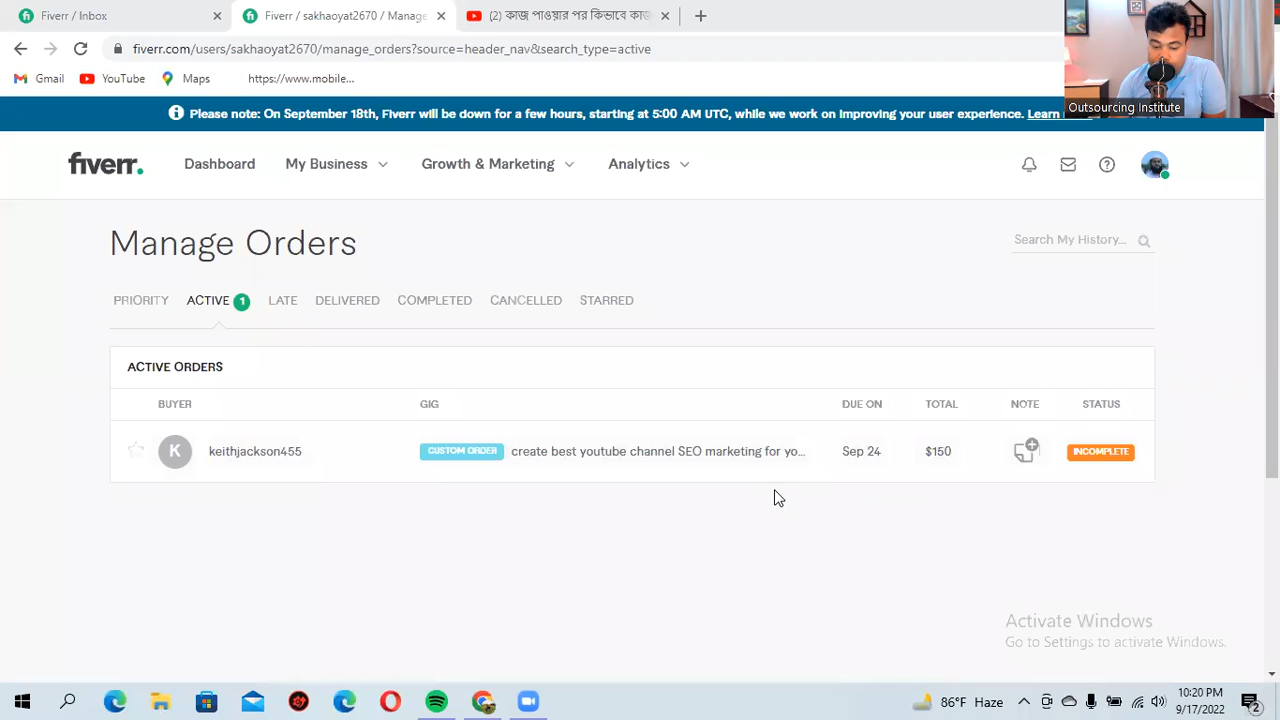 Fiverr / Inbox
Fiverr / sakhaoyat2670 / Manage
(2) কাজ পাওয়ার পর কিভাবে কাজ
fiverr.com/users/sakhaoyat2670/manage_orders?source=header_nav&search_type=active
Gmail YouTube Maps https://www.mobile...
Outsourcing Institute
Please note: On September 18th, Fiverr will be down for a few hours, starting at 5:00 AM UTC, while we work on improving your user experience. Learn
fiverr. Dashboard My Business Growth & Marketing Analytics
Manage Orders
Search My History...
PRIORITY ACTIVE 1 LATE DELIVERED COMPLETED CANCELLED STARRED
ACTIVE ORDERS
BUYER GIG DUE ON TOTAL NOTE STATUS
K keithjackson455 CUSTOM ORDER create best youtube channel SEO marketing for yo... Sep 24 $150 INCOMPLETE
Activate Windows
Go to Settings to activate Windows.
86°F Haze
10:20 PM
9/17/2022
2